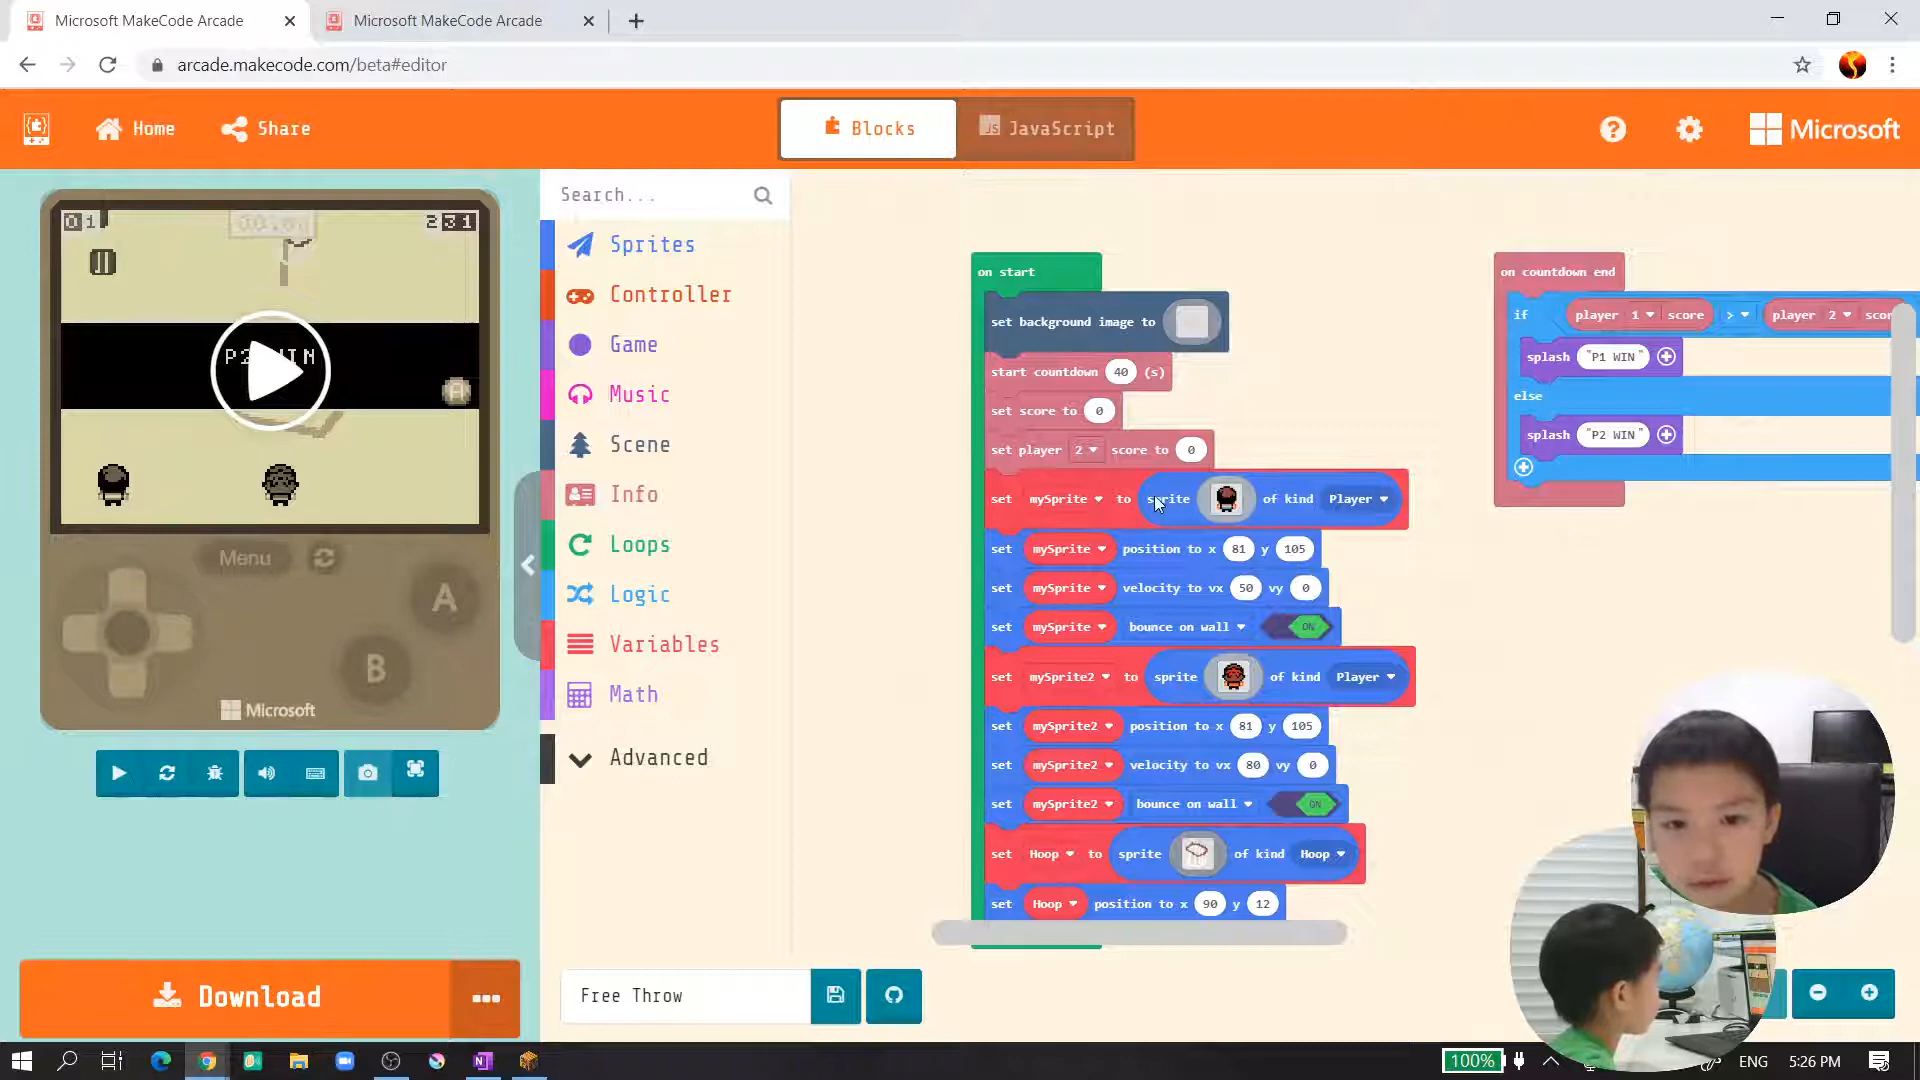 Microsoft MakeCode Arcade
Microsoft MakeCode Arcade
arcade.makecode.com/beta#editor
Home
Share
Blocks
JS
JavaScript
Microsoft
Search...
Sprites
Controller
Game
Music
Scene
Info
Loops
Logic
Variables
Math
Advanced
Menu
A
B
Microsoft
Download
Free Throw
on start
set background image to
start countdown 40 (s)
set score to 0
set player 2 score to 0
set mySprite to sprite of kind Player
set mySprite position to x 81 y 105
set mySprite velocity to vx 50 vy 0
set mySprite bounce on wall ON
set mySprite2 to sprite of kind Player
set mySprite2 position to x 81 y 105
set mySprite2 velocity to vx 80 vy 0
set mySprite2 bounce on wall ON
set Hoop to sprite of kind Hoop
set Hoop position to x 90 y 12
on countdown end
if player 1 score > player 2
splash "P1 WIN"
else
splash "P2 WIN"
100%
ENG
5:26 PM